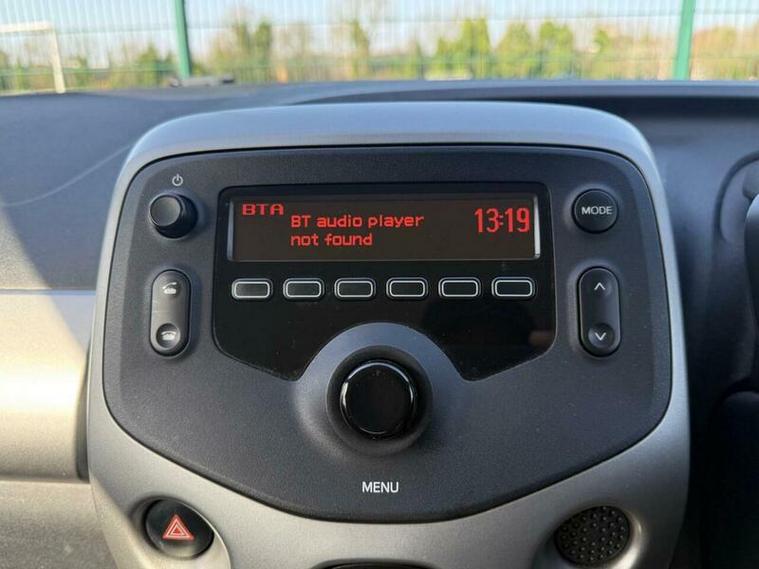 BTA
BT audio player
13:19
not found
MODE
MENU